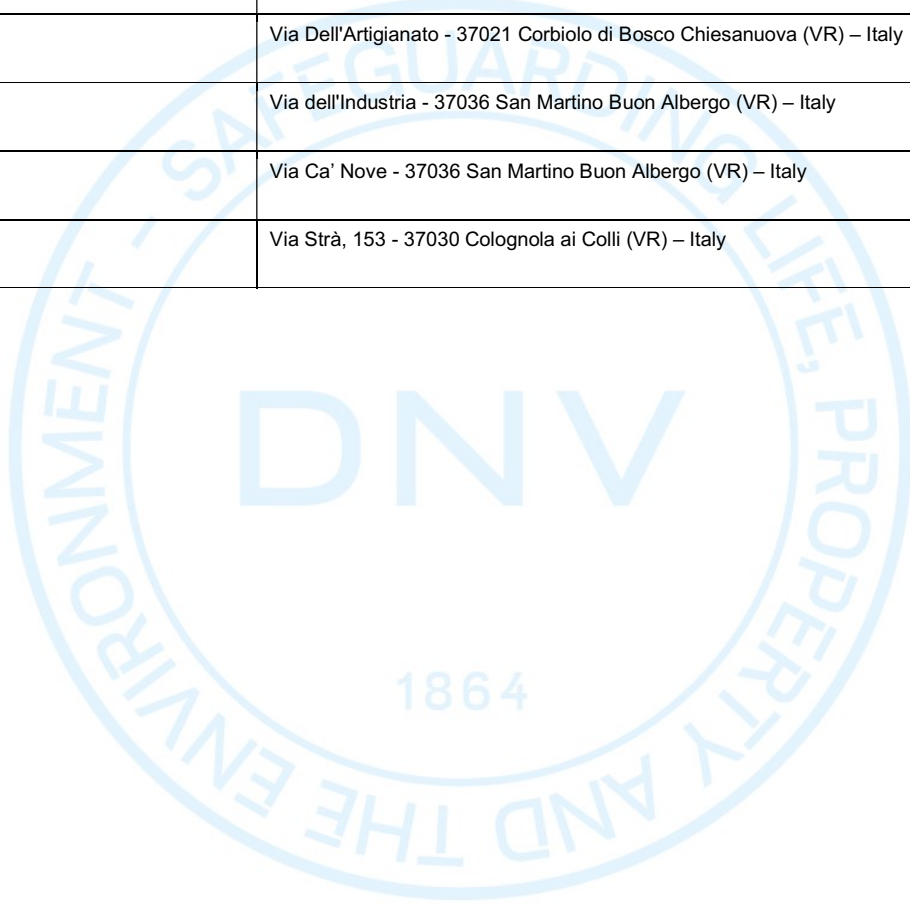 Via Dell'Artigianato - 37021 Corbiolo di Bosco Chiesanuova (VR) – Italy
Via dell'Industria - 37036 San Martino Buon Albergo (VR) – Italy
Via Ca’ Nove - 37036 San Martino Buon Albergo (VR) – Italy
Via Strà, 153 - 37030 Colognola ai Colli (VR) – Italy
SAFEGUARDING LIFE, PROPERTY AND THE ENVIRONMENT -
DNV
1864